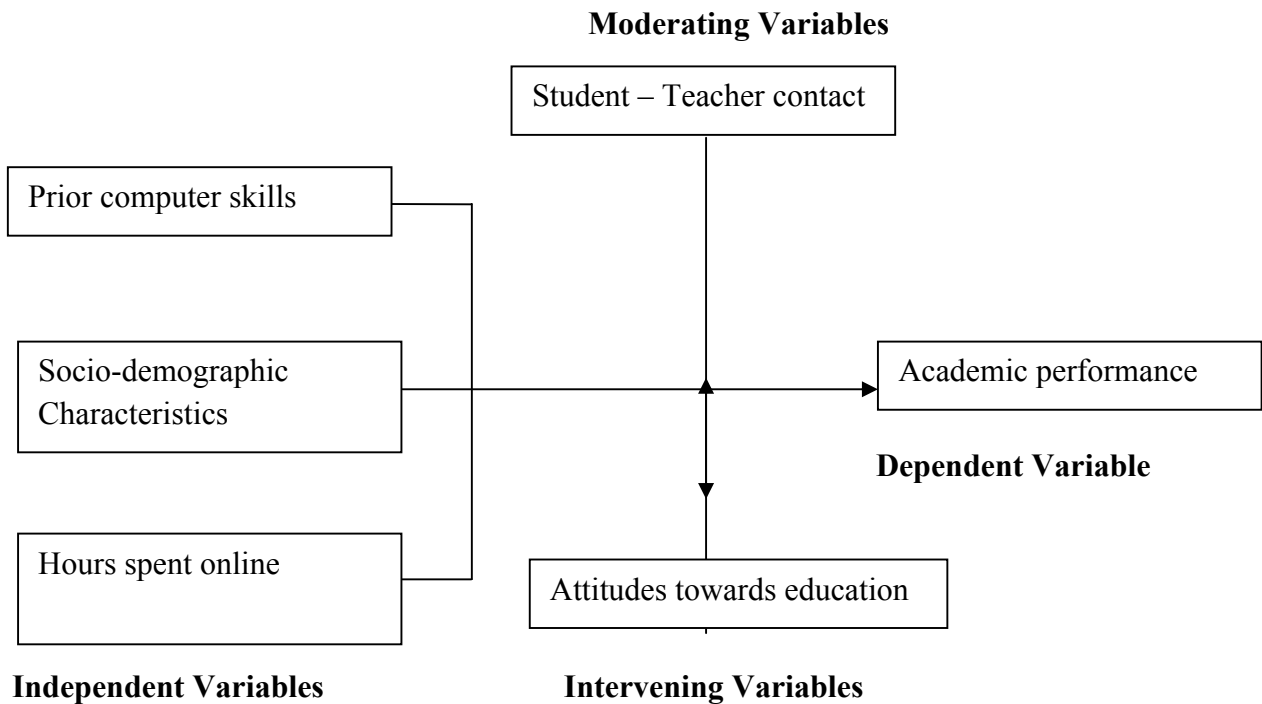 Moderating Variables
Student – Teacher contact
Prior computer skills
Socio-demographic
Characteristics
Academic performance
Dependent Variable
Hours spent online
Attitudes towards education
Independent Variables
Intervening Variables